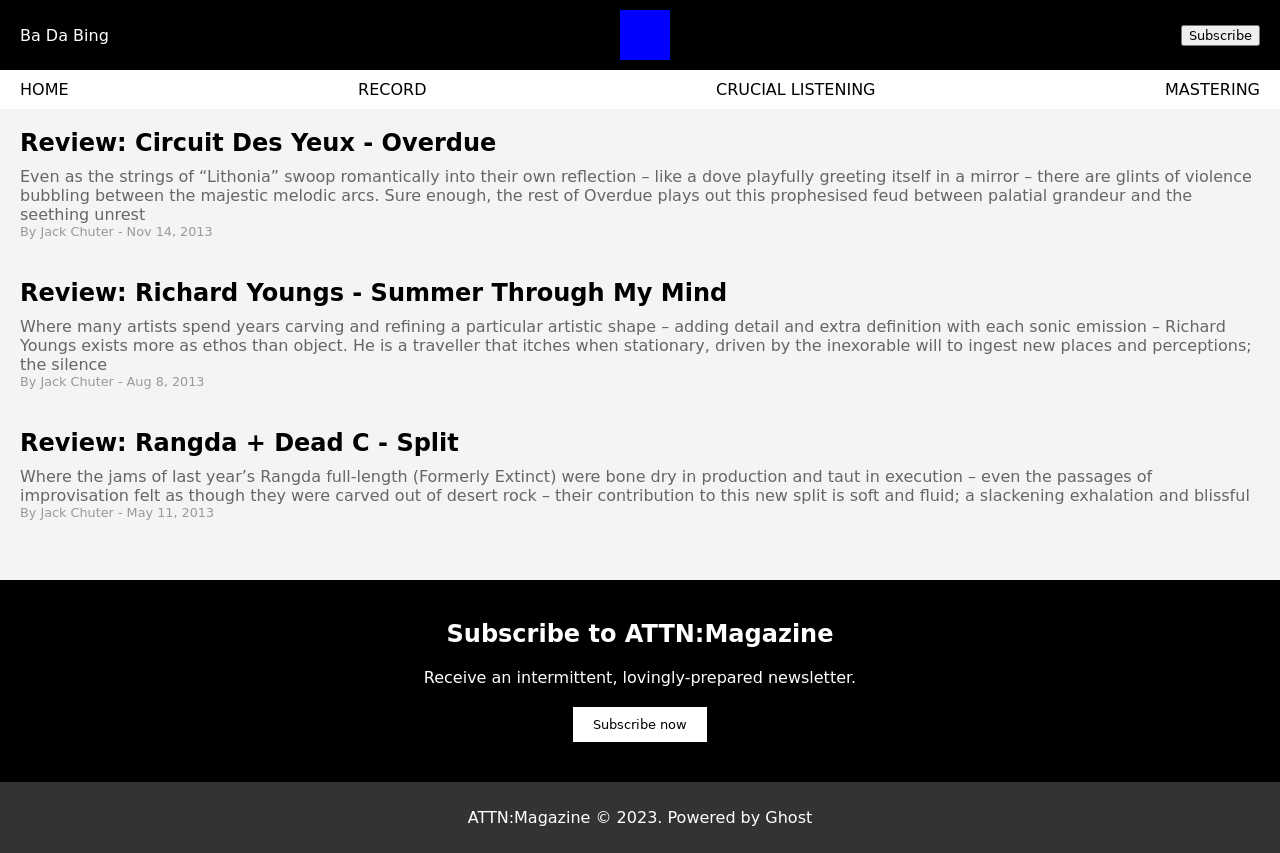 Ba Da Bing
Subscribe
HOME
RECORD
CRUCIAL LISTENING
MASTERING
Review: Circuit Des Yeux - Overdue
Even as the strings of “Lithonia” swoop romantically into their own reflection – like a dove playfully greeting itself in a mirror – there are glints of violence
bubbling between the majestic melodic arcs. Sure enough, the rest of Overdue plays out this prophesised feud between palatial grandeur and the
seething unrest
By Jack Chuter - Nov 14, 2013
Review: Richard Youngs - Summer Through My Mind
Where many artists spend years carving and refining a particular artistic shape – adding detail and extra definition with each sonic emission – Richard
Youngs exists more as ethos than object. He is a traveller that itches when stationary, driven by the inexorable will to ingest new places and perceptions;
the silence
By Jack Chuter - Aug 8, 2013
Review: Rangda + Dead C - Split
Where the jams of last year’s Rangda full-length (Formerly Extinct) were bone dry in production and taut in execution – even the passages of
improvisation felt as though they were carved out of desert rock – their contribution to this new split is soft and fluid; a slackening exhalation and blissful
By Jack Chuter - May 11, 2013
Subscribe to ATTN:Magazine
Receive an intermittent, lovingly-prepared newsletter.
Subscribe now
ATTN:Magazine © 2023. Powered by Ghost